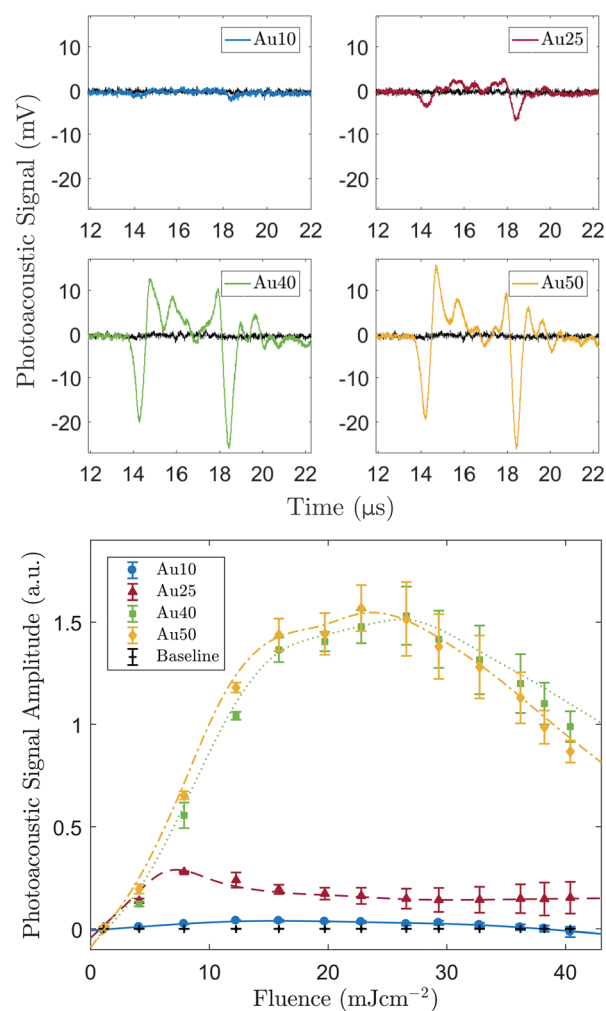 Photoacoustic Signal (mV)
Au10
10
0
-10
-20
12 14 16 18 20 22
Au25
10
0
-10
-20
12 14 16 18 20 22
Au40
10
0
-10
-20
12 14 16 18 20 22
Au50
10
0
-10
-20
12 14 16 18 20 22
Time (μs)
Photoacoustic Signal Amplitude (a.u.)
Au10
Au25
Au40
Au50
Baseline
1.5
1
0.5
0
0 10 20 30 40
Fluence (mJcm⁻²)